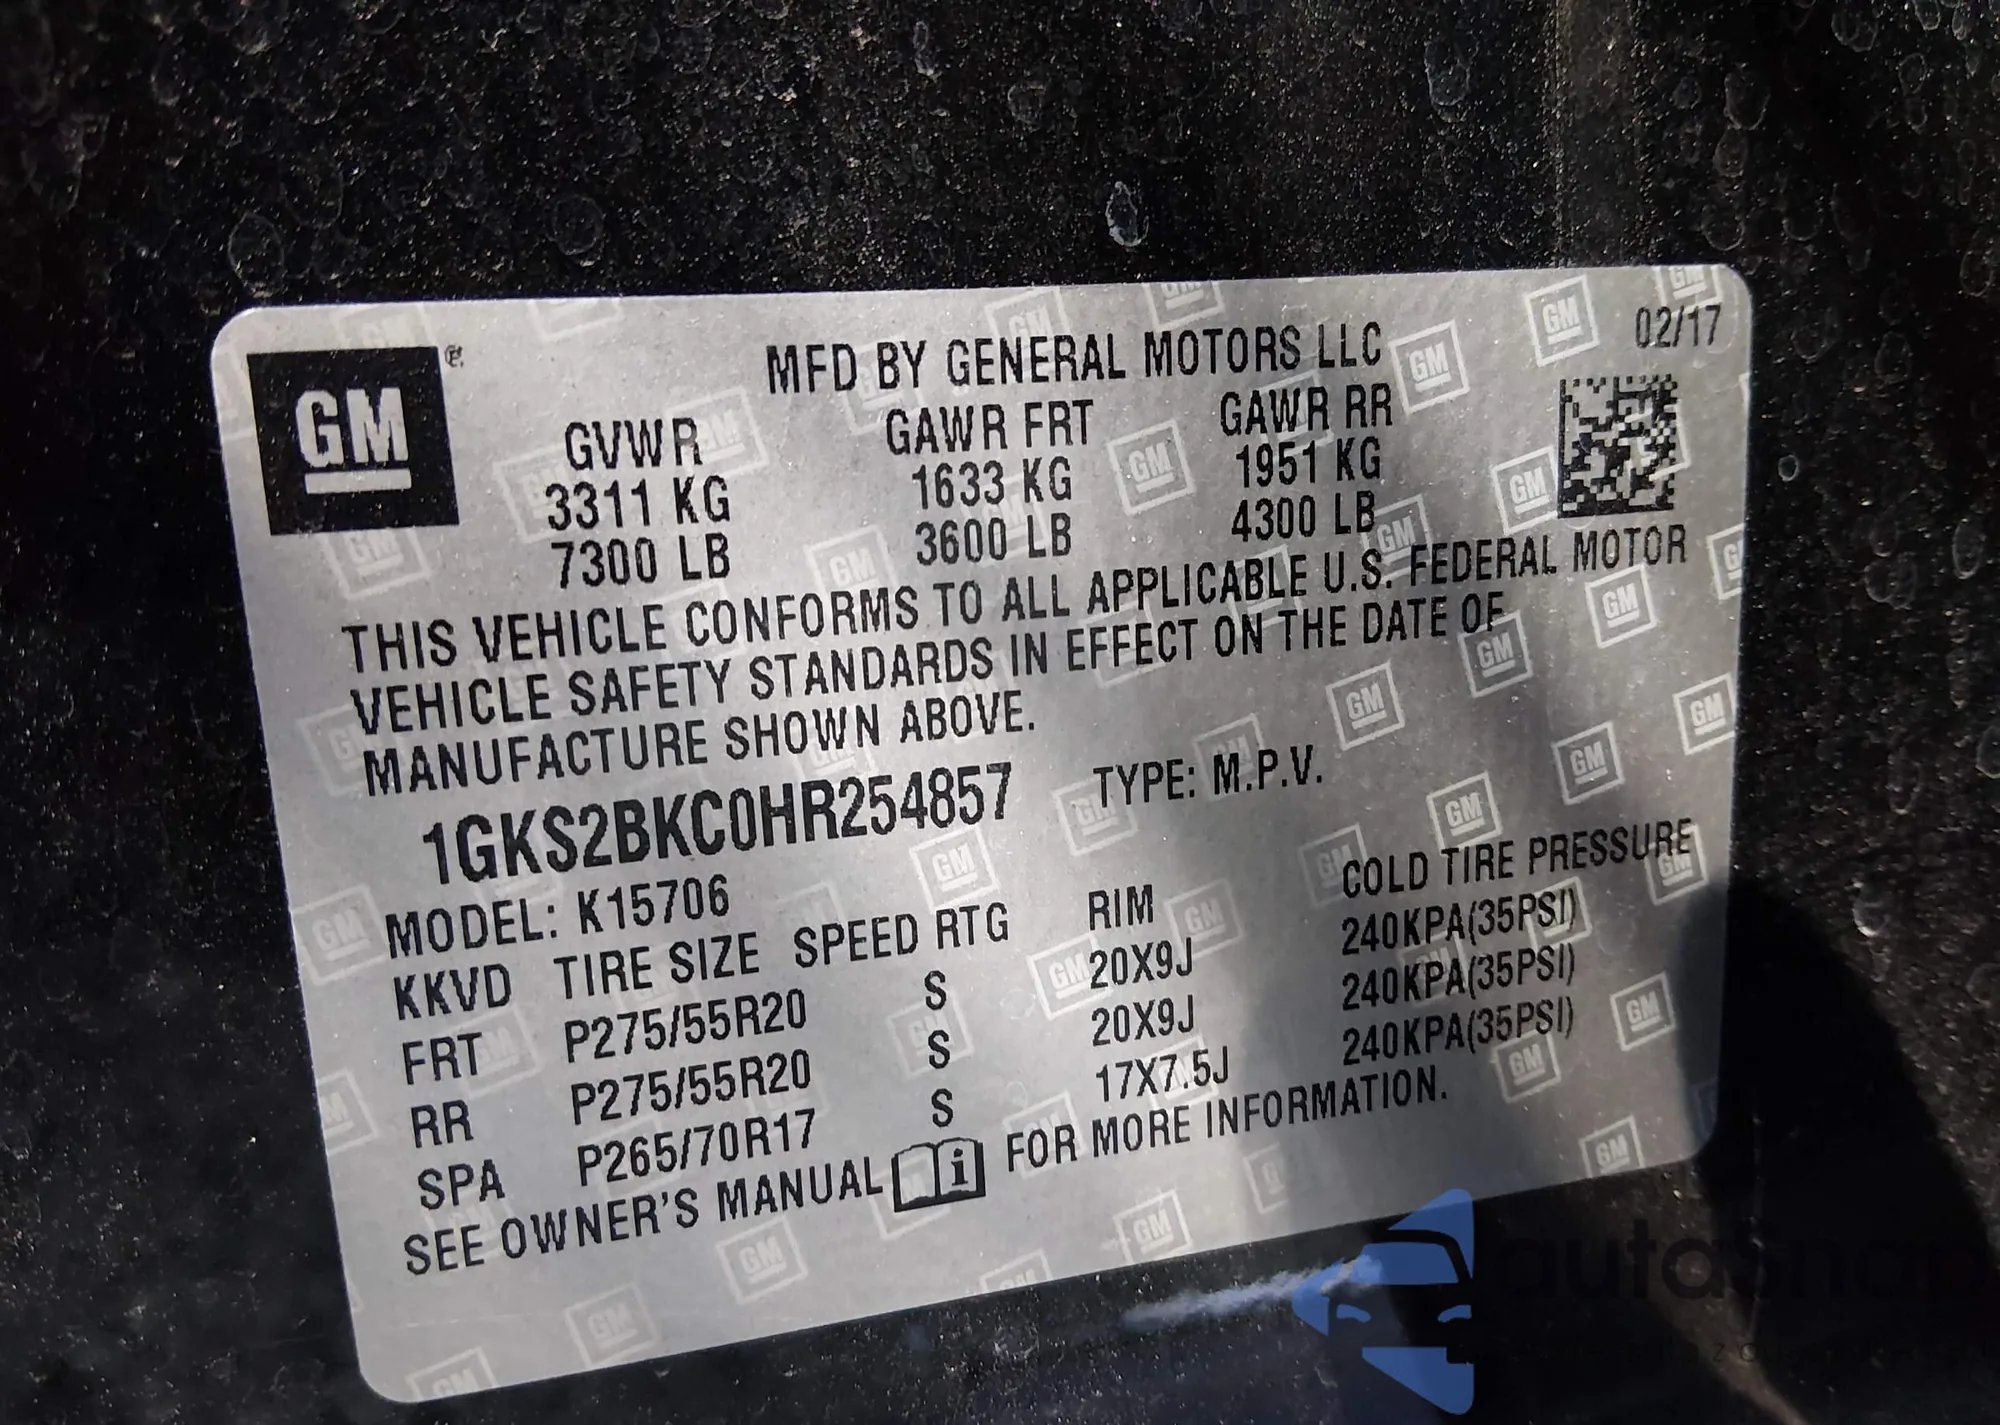 GM ®
MFD BY GENERAL MOTORS LLC
02/17
GVWR GAWR FRT GAWR RR
3311 KG 1633 KG 1951 KG
7300 LB 3600 LB 4300 LB
THIS VEHICLE CONFORMS TO ALL APPLICABLE U.S. FEDERAL MOTOR
VEHICLE SAFETY STANDARDS IN EFFECT ON THE DATE OF
MANUFACTURE SHOWN ABOVE.
1GKS2BKC0HR254857 TYPE: M.P.V.
MODEL: K15706
KKVD TIRE SIZE SPEED RTG RIM COLD TIRE PRESSURE
FRT P275/55R20 S 20X9J 240KPA(35PSI)
RR P275/55R20 S 20X9J 240KPA(35PSI)
SPA P265/70R17 S 17X7.5J 240KPA(35PSI)
SEE OWNER'S MANUAL i FOR MORE INFORMATION.